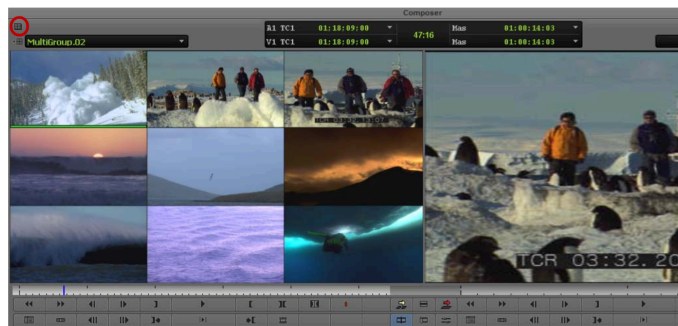 Composer
A1 TC1 01:18:09:00 47:16 Mas 01:00:14:03
MultiGroup.02 V1 TC1 01:18:09:00 Mas 01:00:14:03
TCR 03:32. 20